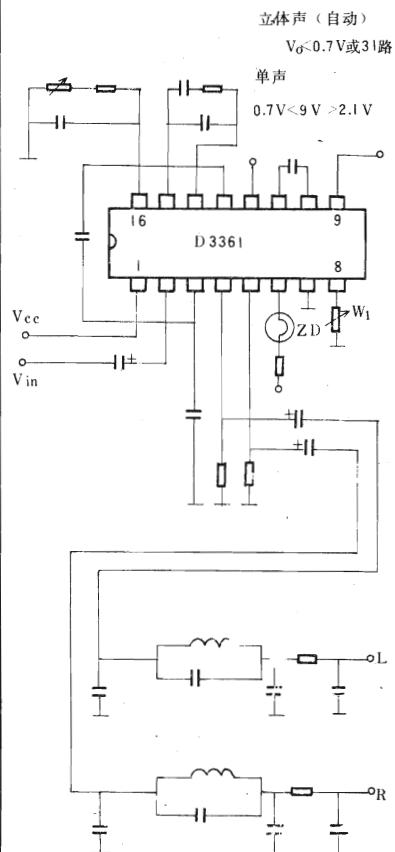 立体声（自动）
Vo<0.7V或31路
单声
0.7V<9V>2.1V
16
9
D3361
1
8
Vcc
W1
ZD
Vin
±
±
±
L
R